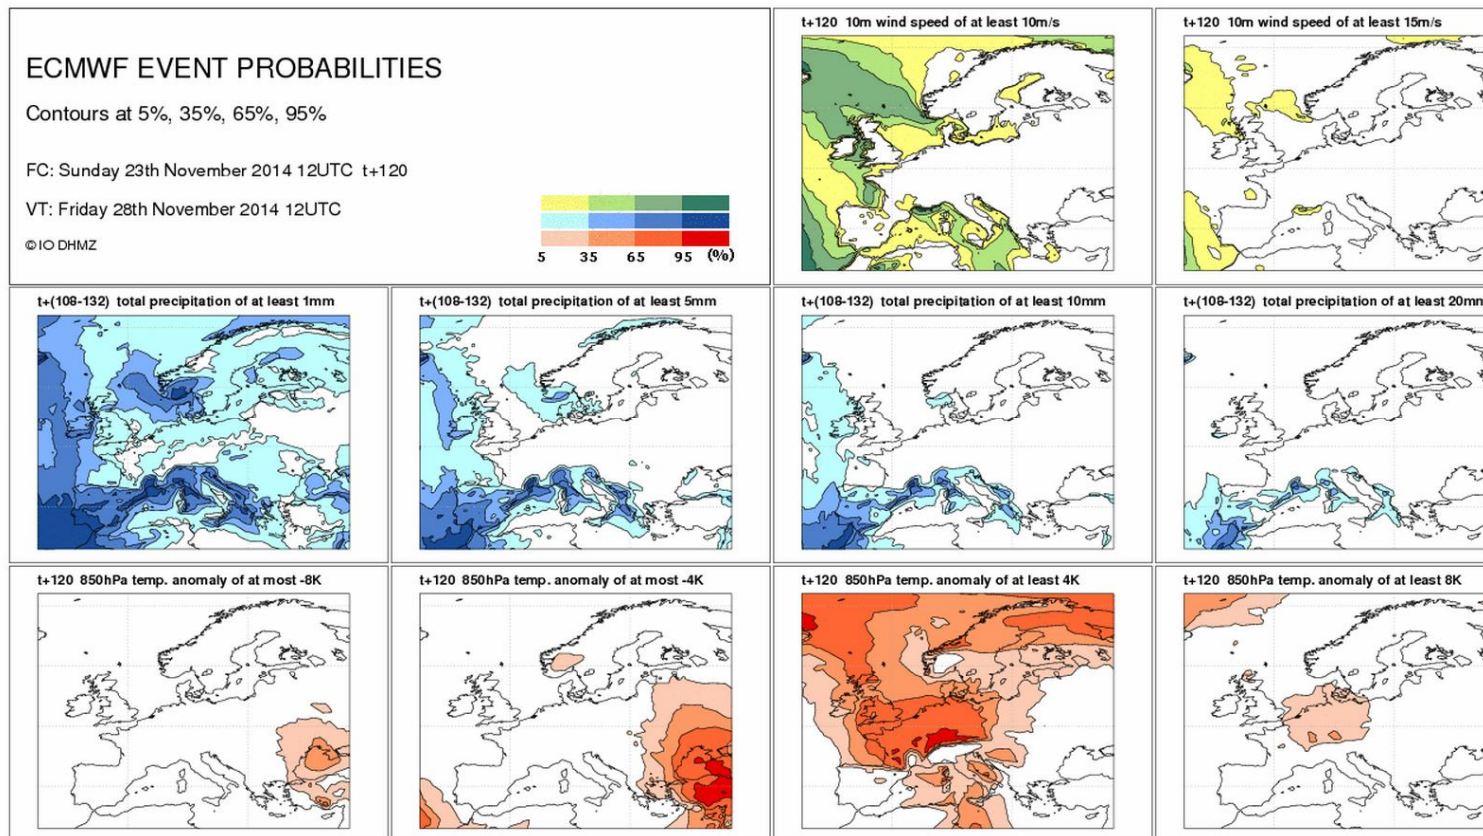 ECMWF EVENT PROBABILITIES
Contours at 5%, 35%, 65%, 95%
FC: Sunday 23th November 2014 12UTC t+120
VT: Friday 28th November 2014 12UTC
© IO DHMZ
5 35 65 95 (%)
t+120 10m wind speed of at least 10m/s
t+120 10m wind speed of at least 15m/s
t+(108-132) total precipitation of at least 1mm
t+(108-132) total precipitation of at least 5mm
t+(108-132) total precipitation of at least 10mm
t+(108-132) total precipitation of at least 20mm
t+120 850hPa temp. anomaly of at most -8K
t+120 850hPa temp. anomaly of at most -4K
t+120 850hPa temp. anomaly of at least 4K
t+120 850hPa temp. anomaly of at least 8K